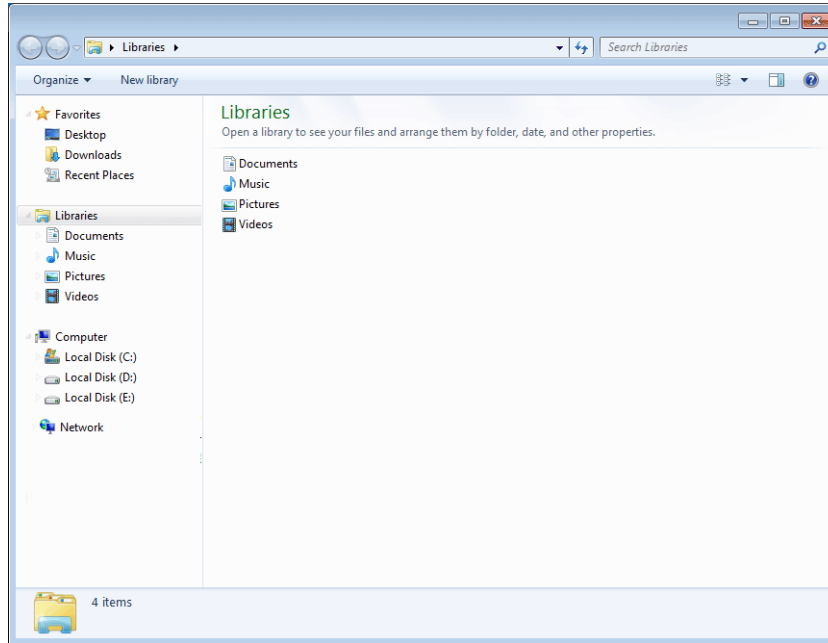 Libraries
Search Libraries
Organize
New library
Favorites
Desktop
Downloads
Recent Places
Libraries
Documents
Music
Pictures
Videos
Computer
Local Disk (C:)
Local Disk (D:)
Local Disk (E:)
Network
Libraries
Open a library to see your files and arrange them by folder, date, and other properties.
Documents
Music
Pictures
Videos
4 items